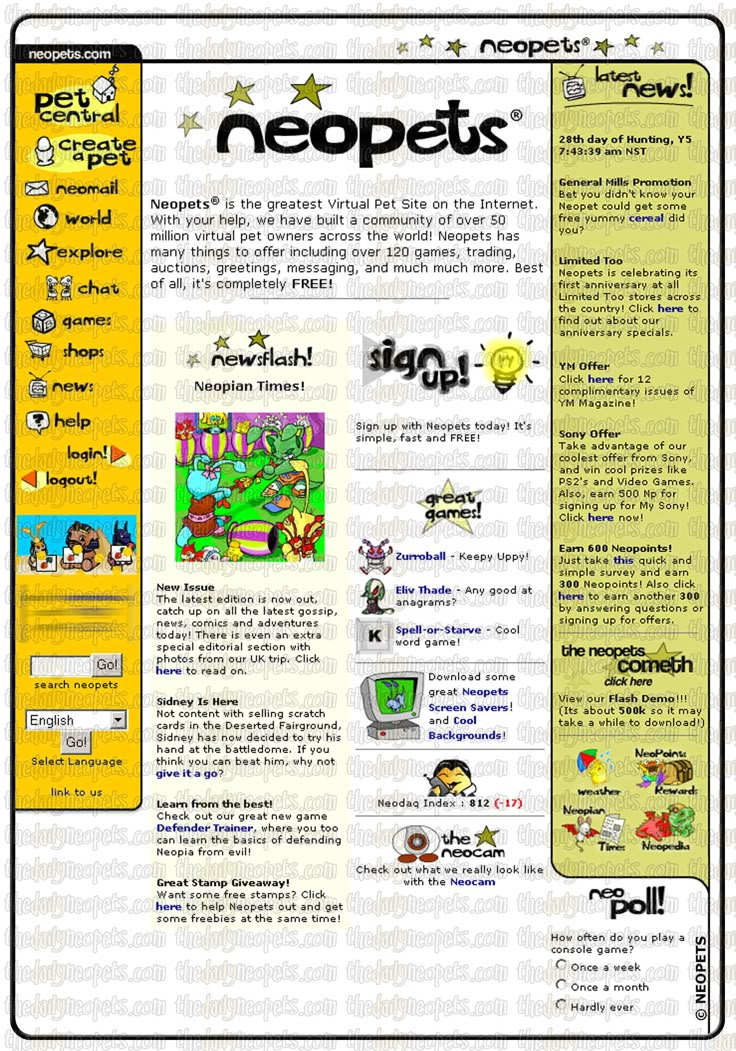 neopets.com
neopets®
pet
central
create
a pet
neomail
world
explore
chat
games
shops
news
help
login!
logout!
Go!
search neopets
English
Go!
Select Language
link to us
neopets®
Neopets® is the greatest Virtual Pet Site on the Internet.
With your help, we have built a community of over 50
million virtual pet owners across the world! Neopets has
many things to offer including over 120 games, trading,
auctions, greetings, messaging, and much much more. Best
of all, it's completely FREE!
newsflash!
Neopian Times!
New Issue
The latest edition is now out,
catch up on all the latest gossip,
news, comics and adventures
today! There is even an extra
special editorial section with
photos from our UK trip. Click
here to read on.
Sidney Is Here
Not content with selling scratch
cards in the Deserted Fairground,
Sidney has now decided to try his
hand at the battledome. If you
think you can beat him, why not
give it a go?
Learn from the best!
Check out our great new game
Defender Trainer, where you too
can learn the basics of defending
Neopia from evil!
Great Stamp Giveaway!
Want some free stamps? Click
here to help Neopets out and get
some freebies at the same time!
sign
up!
Sign up with Neopets today! It's
simple, fast and FREE!
great
games!
Zurroball - Keepy Uppy!
Eliv Thade - Any good at
anagrams?
K
Spell-or-Starve - Cool
word game!
Download some
great Neopets
Screen Savers!
and Cool
Backgrounds!
Neodaq Index : 812 (-17)
the
neocam
Check out what we really look like
with the Neocam
latest
news!
28th day of Hunting, Y5
7:43:39 am NST
General Mills Promotion
Bet you didn't know your
Neopet could get some
free yummy cereal did
you?
Limited Too
Neopets is celebrating its
first anniversary at all
Limited Too stores across
the country! Click here to
find out about our
anniversary specials.
YM Offer
Click here for 12
complimentary issues of
YM Magazine!
Sony Offer
Take advantage of our
coolest offer from Sony,
and win cool prizes like
PS2's and Video Games.
Also, earn 500 Np for
signing up for My Sony!
Click here now!
Earn 600 Neopoints!
Just take this quick and
simple survey and earn
300 Neopoints! Also click
here to earn another 300
by answering questions or
signing up for offers.
the neopets
cometh
click here
View our Flash Demo!!!
(Its about 500k so it may
take a while to download!)
weather
NeoPoint
Rewards
Neopian
Times
Neopedia
neo
poll!
How often do you play a
console game?
Once a week
Once a month
Hardly ever
© NEOPETS
thedailyneopets.com